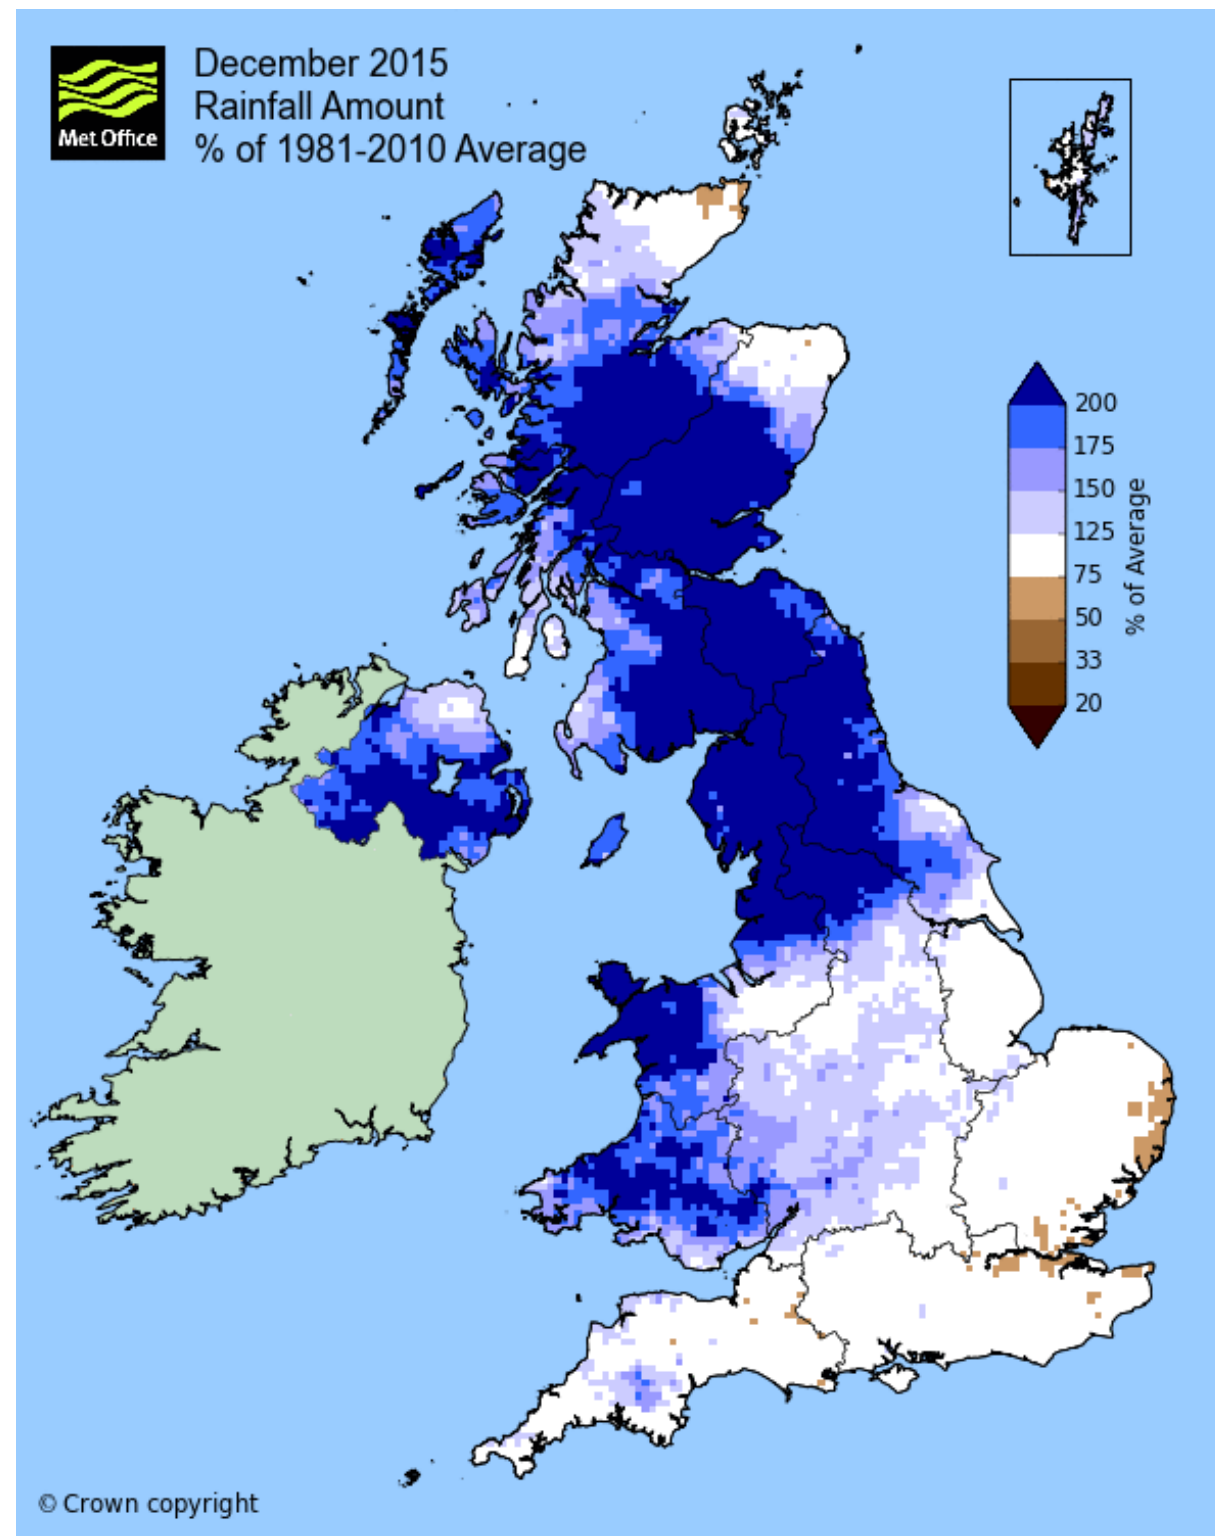 December 2015
Rainfall Amount
% of 1981-2010 Average
Met Office
200
175
150
125
75
50
33
20
% of Average
© Crown copyright